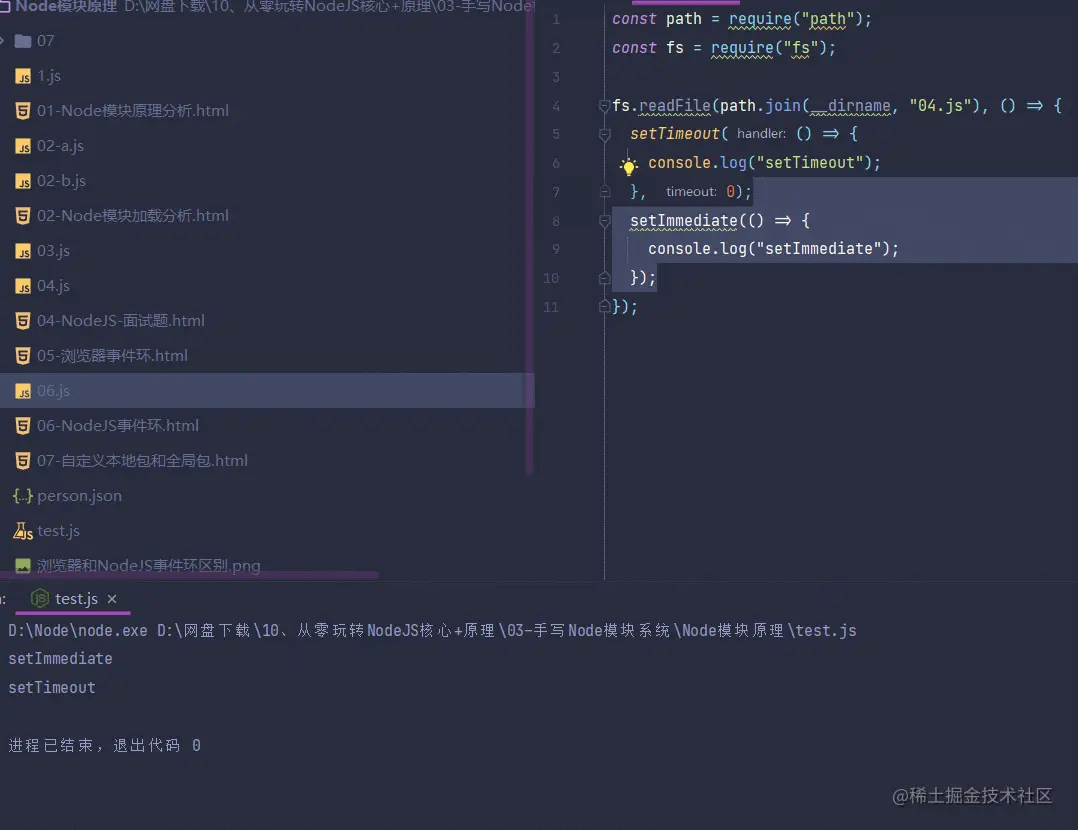 Node模块原理 D:\网盘下载\10、从零玩转NodeJS核心+原理\03-手写Node
07
1.js
01-Node模块原理分析.html
02-a.js
02-b.js
02-Node模块加载分析.html
03.js
04.js
04-NodeJS-面试题.html
05-浏览器事件环.html
06.js
06-NodeJS事件环.html
07-自定义本地包和全局包.html
person.json
test.js
浏览器和NodeJS事件环区别.png
1 const path = require("path");
2 const fs = require("fs");
3
4 fs.readFile(path.join(__dirname, "04.js"), () => {
5 setTimeout( handler: () => {
6 console.log("setTimeout");
7 }, timeout: 0);
8 setImmediate(() => {
9 console.log("setImmediate");
10 });
11 });
test.js ×
D:\Node\node.exe D:\网盘下载\10、从零玩转NodeJS核心+原理\03-手写Node模块系统\Node模块原理\test.js
setImmediate
setTimeout
进程已结束，退出代码 0
@稀土掘金技术社区